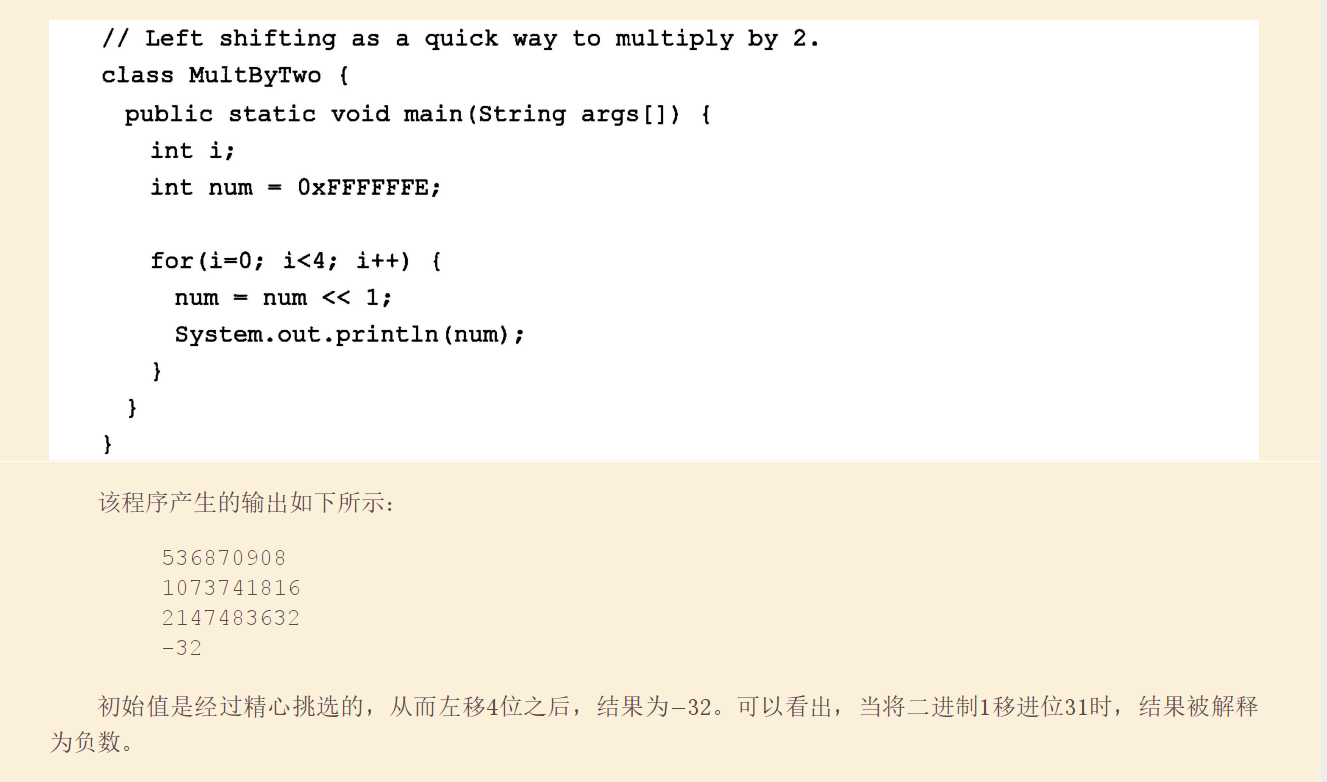 // Left shifting as a quick way to multiply by 2.
class MultByTwo {
public static void main(String args[]) {
int i;
int num = 0xFFFFFFE;
for(i=0; i<4; i++) {
num = num << 1;
System.out.println(num);
}
}
}
该程序产生的输出如下所示：
536870908
1073741816
2147483632
-32
初始值是经过精心挑选的，从而左移4位之后，结果为–32。可以看出，当将二进制1移进位31时，结果被解释
为负数。